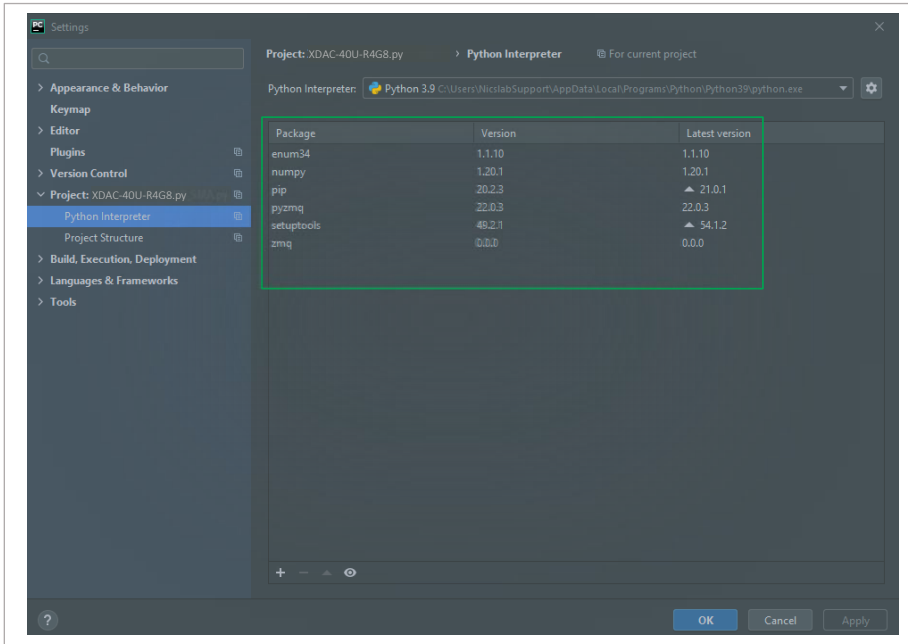 PC Settings
Project: XDAC-40U-R4G8.py > Python Interpreter For current project
Python Interpreter: Python 3.9 C:\Users\NicslabSupport\AppData\Local\Programs\Python\Python39\python.exe
Appearance & Behavior
Keymap
Editor
Plugins
Version Control
Project: XDAC-40U-R4G8.py
Python Interpreter
Project Structure
Build, Execution, Deployment
Languages & Frameworks
Tools
Package Version Latest version
enum34 1.1.10 1.1.10
numpy 1.20.1 1.20.1
pip 20.2.3 21.0.1
pyzmq 22.0.3 22.0.3
setuptools 49.2.1 54.1.2
zmq 0.0.0 0.0.0
?
OK Cancel Apply